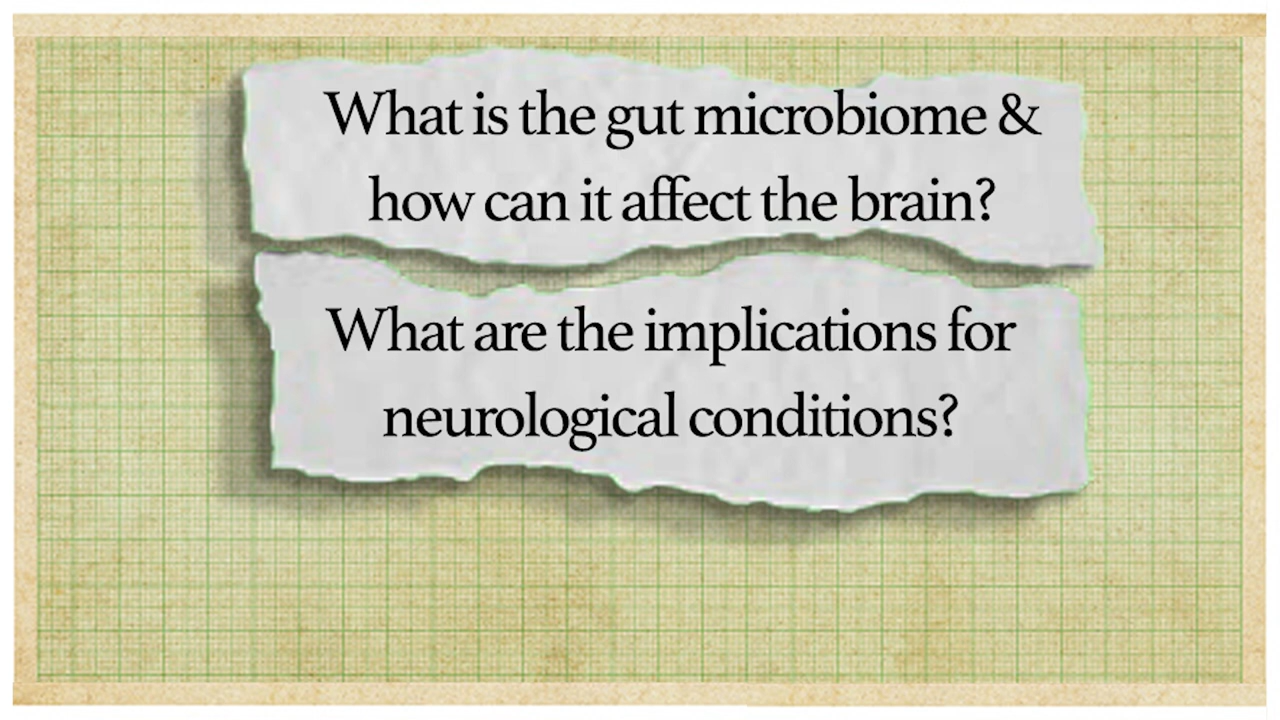 What is the gut microbiome &
how can it affect the brain?
What are the implications for
neurological conditions?